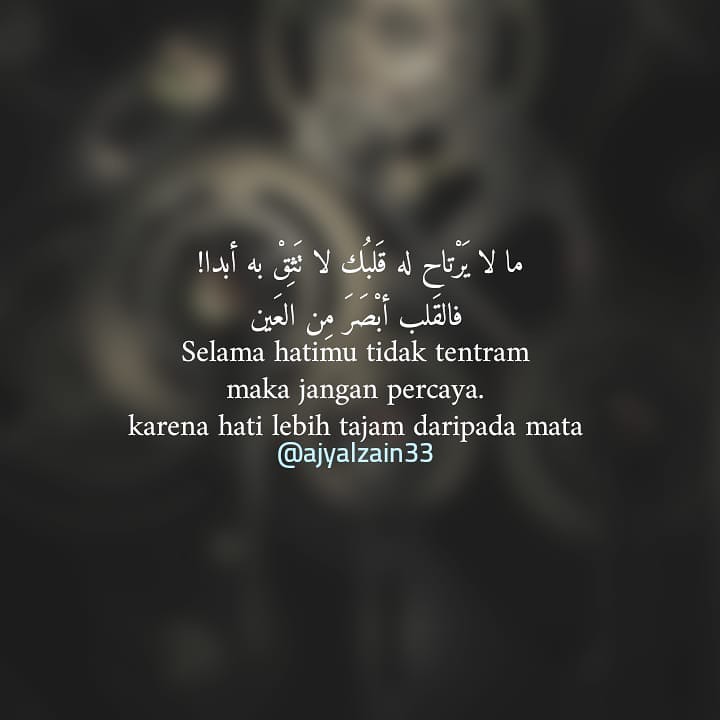 ما لا يَرْتاح له قَلبُك لا تَثِقْ به أبدا!
فالقَلب أبْصَرَ مِن العَين
Selama hatimu tidak tentram
maka jangan percaya.
karena hati lebih tajam daripada mata
@ajyalzain33